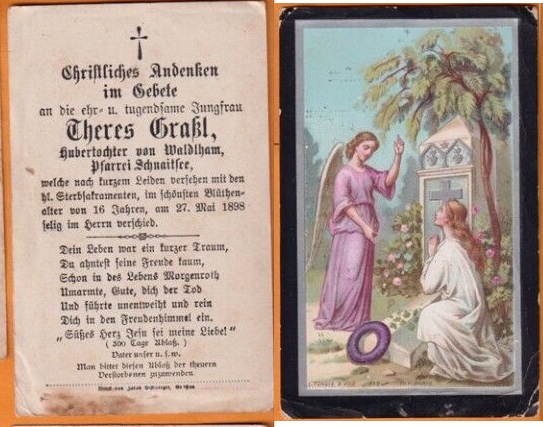 Christliches Andenken
im Gebete
an die ehr- u. tugendsame Jungfrau
Theres Graßl,
Hubertochter von Waldham,
Pfarrei Schnaitsee,
welche nach kurzem Leiden versehen mit den
hl. Sterbsakramenten, im schönsten Blüthen-
alter von 16 Jahren, am 27. Mai 1898
selig im Herrn verschied.
Dein Leben war ein kurzer Traum,
Du ahntest seine Freude kaum,
Schon in des Lebens Morgenroth
Umarmte, Gute, dich der Tod
Und führte unentweiht und rein
Dich in den Freudenhimmel ein.
„Süßes Herz Jesu sei meine Liebe!"
( 300 Tage Ablaß. )
Vater unser u. s. w.
Man bittet diesen Ablaß der theuern
Verstorbenen zuzuwenden.
Druck von Jakob